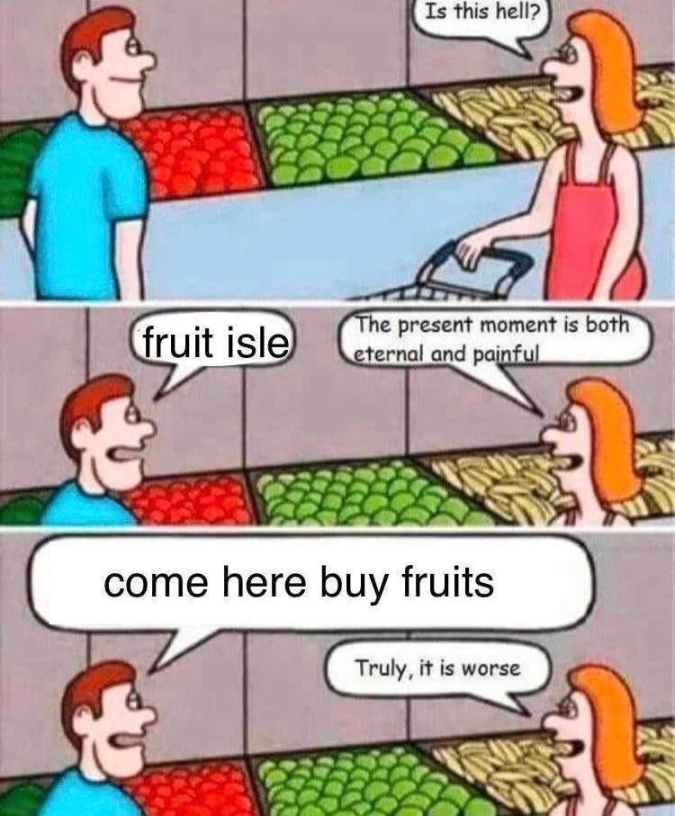 Is this hell?
fruit isle
The present moment is both
eternal and painful
come here buy fruits
Truly, it is worse